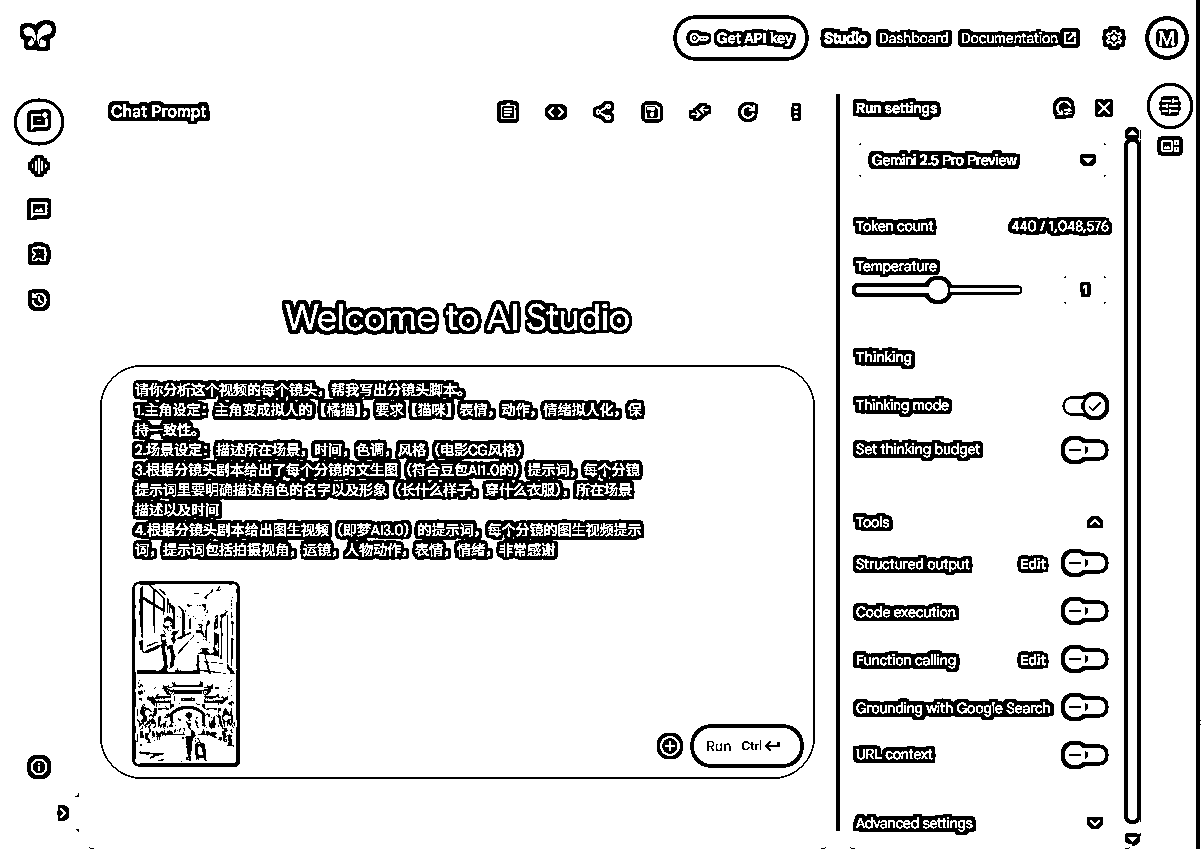 Get API key
Studio
Dashboard
Documentation
M
Chat Prompt
Run settings
Gemini 2.5 Pro Preview
Token count
440 / 1,048,576
Temperature
1
Welcome to AI Studio
Thinking
请你分析这个视频的每个镜头，帮我写出分镜头脚本。
1.主角设定：主角变成拟人的【橘猫】，要求【猫咪】表情，动作，情绪拟人化，保
持一致性。
2.场景设定：描述所在场景，时间，色调，风格（电影CG风格）
3.根据分镜头剧本给出了每个分镜的文生图（符合豆包AI1.0的）提示词，每个分镜
提示词里要明确描述角色的名字以及形象（长什么样子，穿什么衣服），所在场景
描述以及时间
4.根据分镜头剧本给出图生视频（即梦AI3.0）的提示词，每个分镜的图生视频提示
词，提示词包括拍摄视角，运镜，人物动作，表情，情绪，非常感谢
Thinking mode
Set thinking budget
Tools
Structured output
Edit
Code execution
Function calling
Edit
Grounding with Google Search
URL context
Run Ctrl
Advanced settings